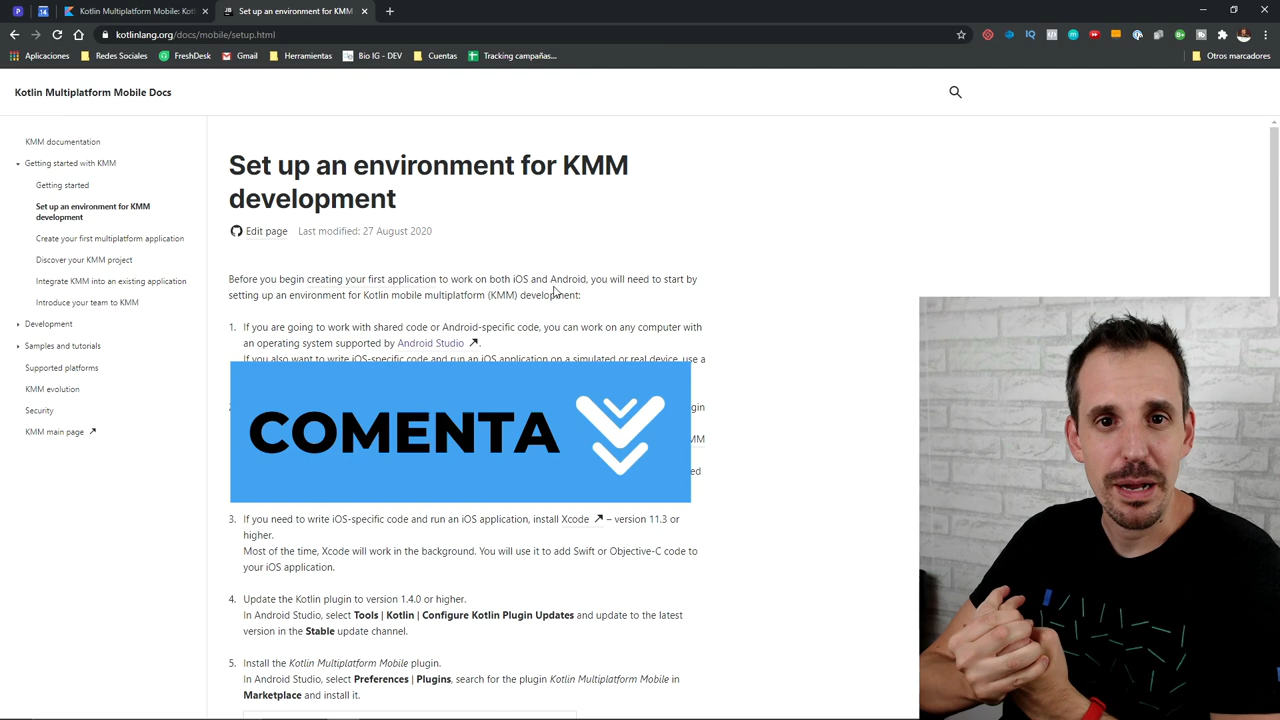 Kotlin Multiplatform Mobile: Kotl
Set up an environment for KMM
kotlinlang.org/docs/mobile/setup.html
Aplicaciones
Redes Sociales
FreshDesk
Gmail
Herramientas
Bio IG - DEV
Cuentas
Tracking campañas...
Otros marcadores
Kotlin Multiplatform Mobile Docs
KMM documentation
Getting started with KMM
Getting started
Set up an environment for KMM
development
Create your first multiplatform application
Discover your KMM project
Integrate KMM into an existing application
Introduce your team to KMM
Development
Samples and tutorials
Supported platforms
KMM evolution
Security
KMM main page
Set up an environment for KMM
development
Edit page Last modified: 27 August 2020
Before you begin creating your first application to work on both iOS and Android, you will need to start by
setting up an environment for Kotlin mobile multiplatform (KMM) development:
1. If you are going to work with shared code or Android-specific code, you can work on any computer with
an operating system supported by Android Studio.
If you also want to write iOS-specific code and run an iOS application on a simulated or real device, use a
COMENTA
3. If you need to write iOS-specific code and run an iOS application, install Xcode – version 11.3 or
higher.
Most of the time, Xcode will work in the background. You will use it to add Swift or Objective-C code to
your iOS application.
4. Update the Kotlin plugin to version 1.4.0 or higher.
In Android Studio, select Tools | Kotlin | Configure Kotlin Plugin Updates and update to the latest
version in the Stable update channel.
5. Install the Kotlin Multiplatform Mobile plugin.
In Android Studio, select Preferences | Plugins, search for the plugin Kotlin Multiplatform Mobile in
Marketplace and install it.